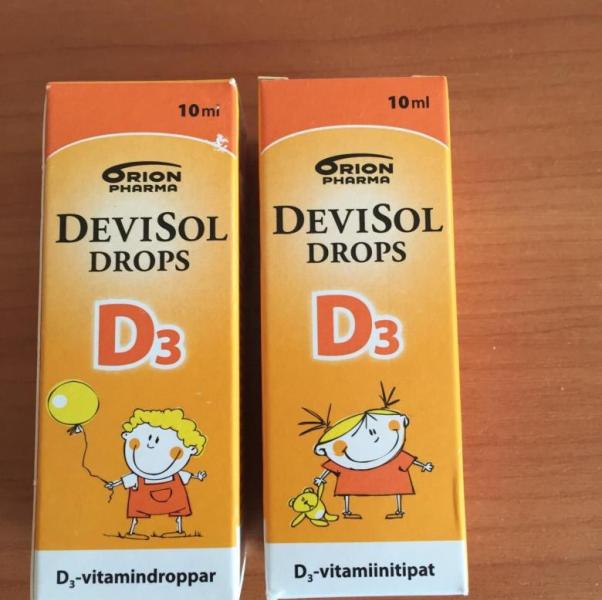 10ml
ORION
PHARMA
DEVISOL
DROPS
D3
D3-vitamindroppar
10ml
ORION
PHARMA
DEVISOL
DROPS
D3
D3-vitamiinitipat